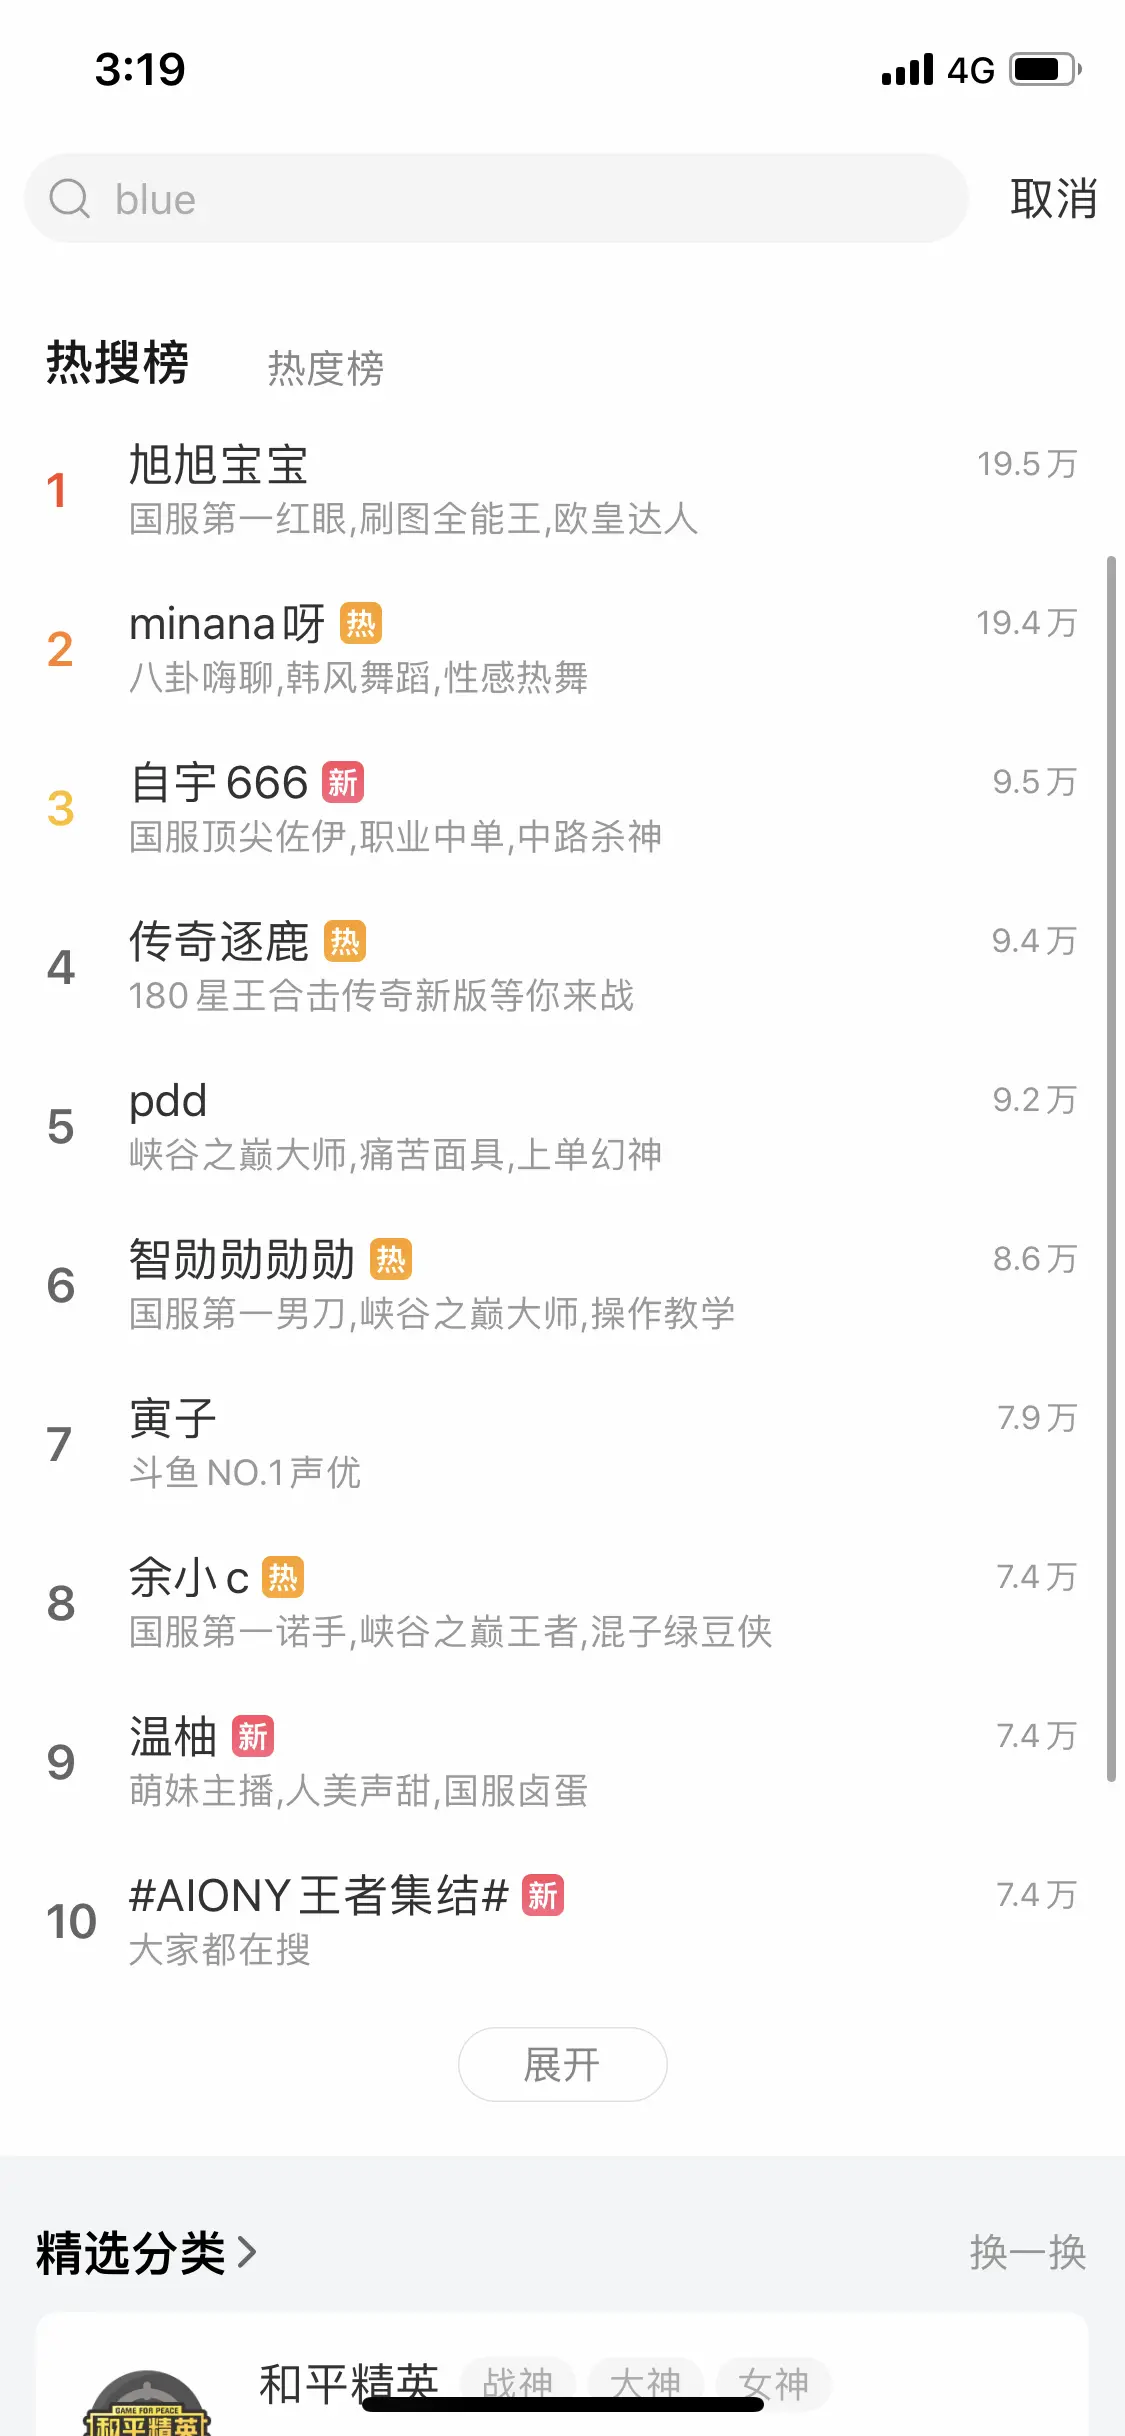 3:19
4G
blue
取消
热搜榜
热度榜
1
旭旭宝宝
19.5万
国服第一红眼,刷图全能王,欧皇达人
2
minana呀 热
19.4万
八卦嗨聊,韩风舞蹈,性感热舞
3
自宇666 新
9.5万
国服顶尖佐伊,职业中单,中路杀神
4
传奇逐鹿 热
9.4万
180星王合击传奇新版等你来战
5
pdd
9.2万
峡谷之巅大师,痛苦面具,上单幻神
6
智勋勋勋勋 热
8.6万
国服第一男刀,峡谷之巅大师,操作教学
7
寅子
7.9万
斗鱼NO.1声优
8
余小c 热
7.4万
国服第一诺手,峡谷之巅王者,混子绿豆侠
9
温柚 新
7.4万
萌妹主播,人美声甜,国服卤蛋
10
#AIONY王者集结# 新
7.4万
大家都在搜
展开
精选分类
换一换
和平精英
战神
大神
女神
GAME FOR PEACE
和平精英